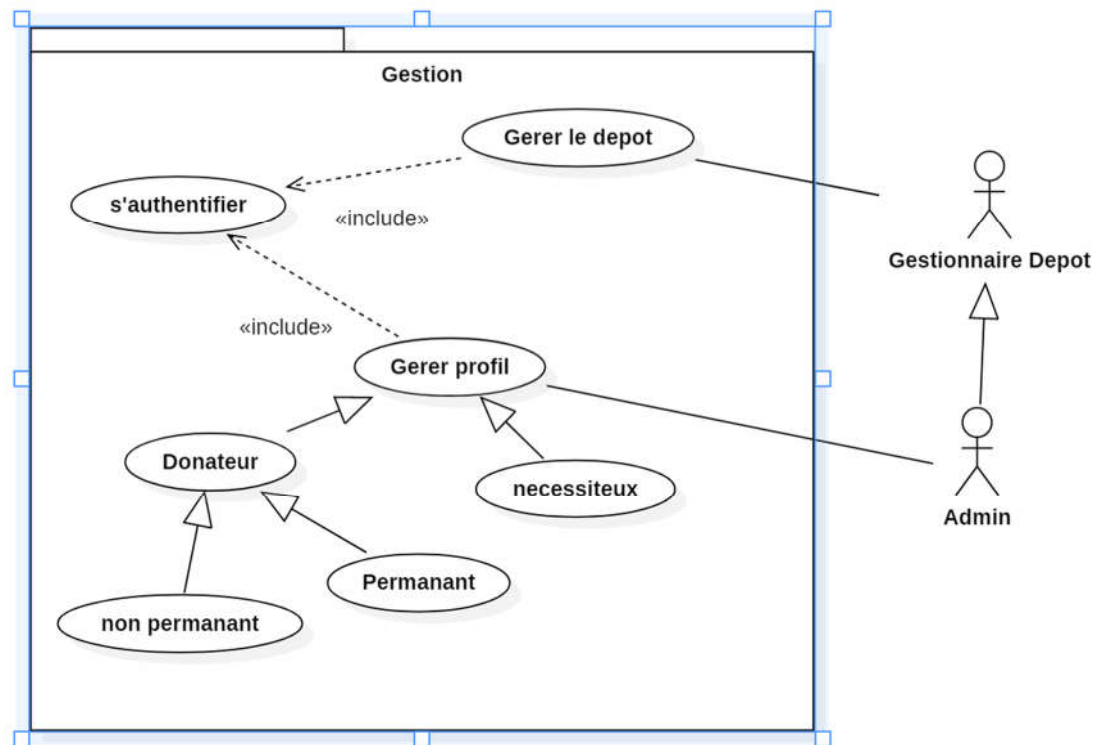 Gestion
Gerer le depot
s'authentifier
«include»
Gestionnaire Depot
«include»
Gerer profil
Donateur
necessiteux
Admin
Permanant
non permanant